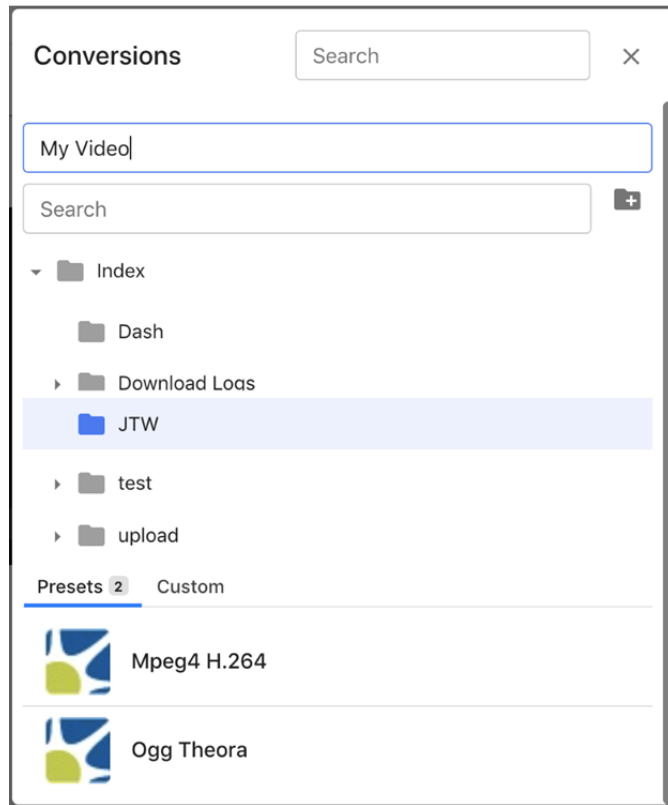 Conversions
Search
My Video
Search
Index
Dash
Download Logs
JTW
test
upload
Presets 2 Custom
Mpeg4 H.264
Ogg Theora